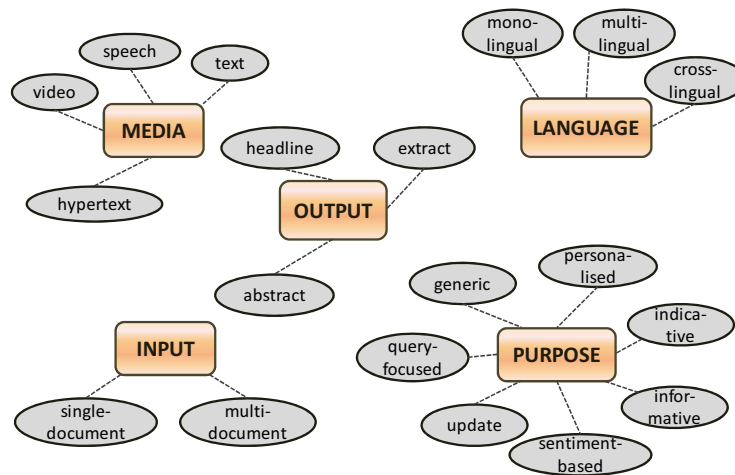 speech
text
video
MEDIA
hypertext
mono-
lingual
multi-
lingual
cross-
lingual
LANGUAGE
headline
extract
OUTPUT
abstract
INPUT
single-
document
multi-
document
persona-
lised
generic
indica-
tive
query-
focused
PURPOSE
infor-
mative
update
sentiment-
based